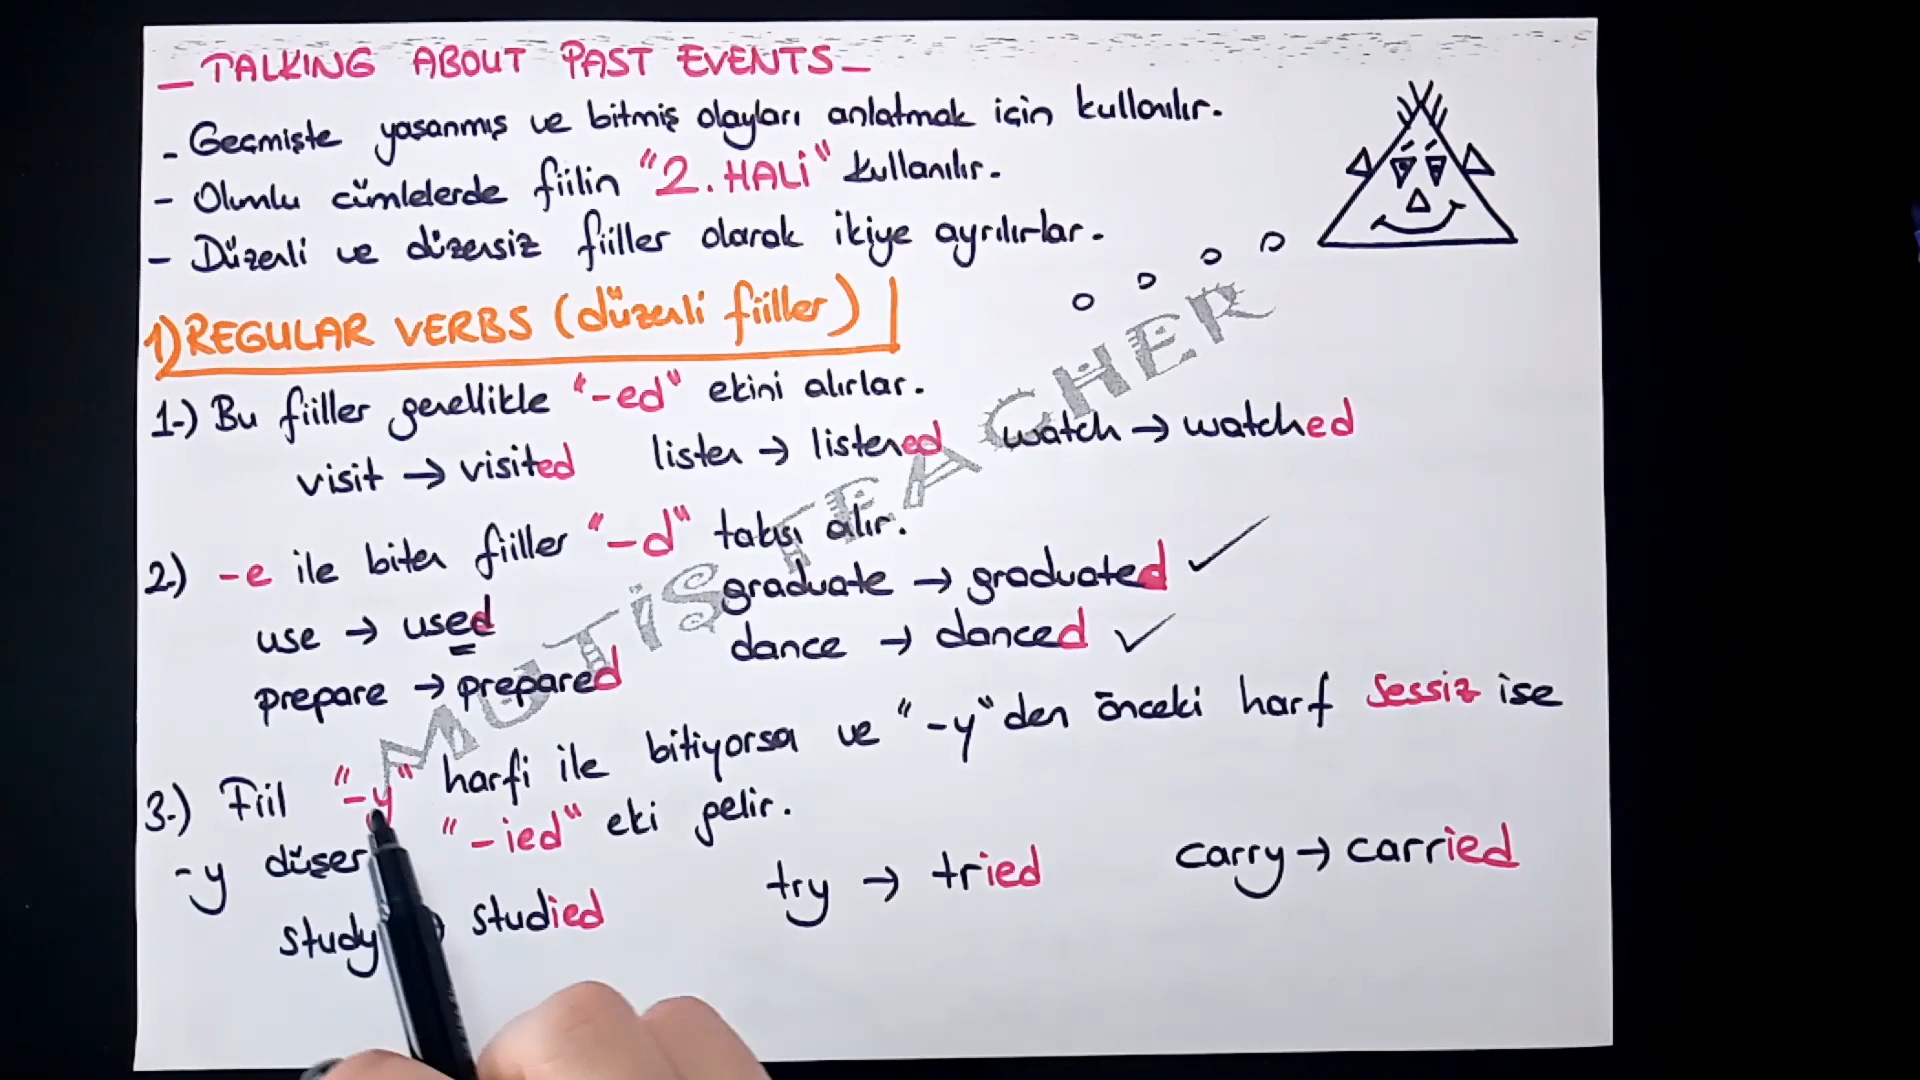 _TALKING ABOUT PAST EVENTS_
- Geçmişte yaşanmış ve bitmiş olayları anlatmak için kullanılır.
- Olumlu cümlelerde fiilin "2. HALİ" kullanılır.
- Düzenli ve düzensiz fiiller olarak ikiye ayrılırlar.
1) REGULAR VERBS (düzenli fiiller)
1-) Bu fiiller genellikle "-ed" ekini alırlar.
visit → visited listen → listened watch → watched
2-) -e ile biten fiiller "-d" takısı alır.
use → used graduate → graduated ✓
prepare → prepared dance → danced ✓
3-) Fiil "-y" harfi ile bitiyorsa ve "-y"den önceki harf sessiz ise
-y düşer "-ied" eki gelir.
study → studied try → tried carry → carried
MUTİŞ TEACHER